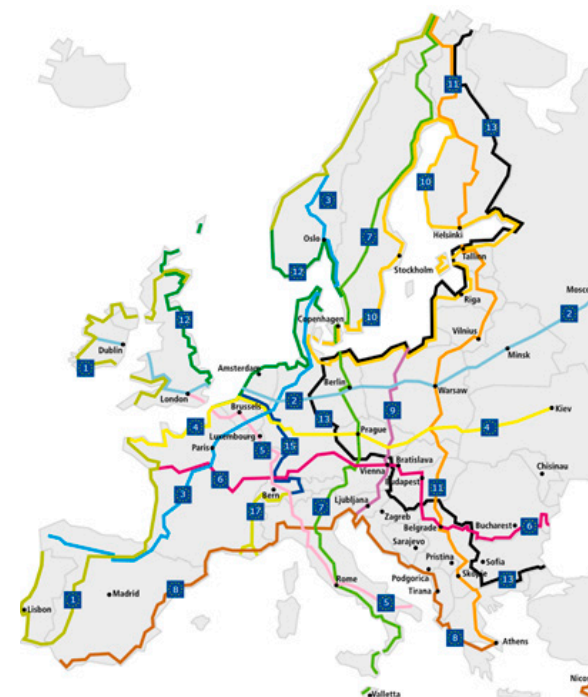 11
13
3
10
Oslo
7
Helsinki
Tallinn
12
Stockholm
10
Riga
Copenhagen
Mosco
2
12
Vilnius
Dublin
1
Minsk
Amsterdam
Berlin
Warsaw
London
2
9
Brussels
13
4
Kiev
4
Luxembourg
Prague
Paris
5
15
Vienna
Bratislava
Chisinau
6
Budapest
3
Bern
11
17
7
Ljubljana
Zagreb
Belgrade
Bucharest
6
Sarajevo
Pristina
Sofia
Podgorica
Skopje
13
Rome
Tirana
Lisbon
1
Madrid
8
5
8
Athens
Nicos
Valletta